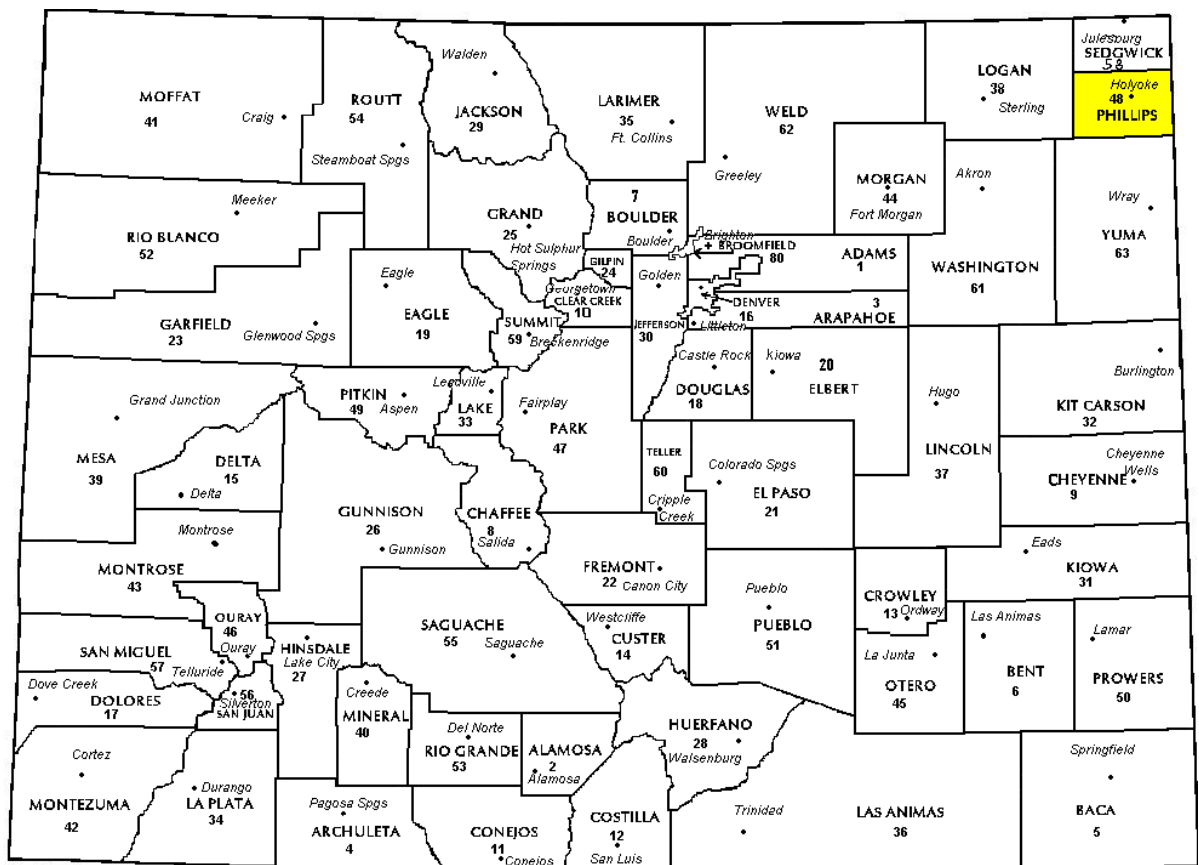 MOFFAT
41
Craig
ROUTT
54
Steamboat Spgs
Walden
JACKSON
29
LARIMER
35
Ft. Collins
WELD
62
Greeley
LOGAN
38
Sterling
Julesburg
SEDGWICK
58
Holyoke
48
PHILLIPS
MORGAN
44
Fort Morgan
Akron
WASHINGTON
61
Wray
YUMA
63
Meeker
RIO BLANCO
52
GRAND
25
Hot Sulphur
Springs
7
BOULDER
Boulder
Brighton
+ BROOMFIELD
80
ADAMS
1
GILPIN
24
Georgetown
CLEAR CREEK
10
Golden
JEFFERSON
30
DENVER
16
Littleton
3
ARAPAHOE
GARFIELD
23
Glenwood Spgs
Eagle
EAGLE
19
SUMMIT
59
Breckenridge
Castle Rock
DOUGLAS
18
Kiowa
20
ELBERT
Hugo
LINCOLN
37
Burlington
KIT CARSON
32
Grand Junction
MESA
39
DELTA
15
Delta
PITKIN
49
Aspen
Leadville
LAKE
33
Fairplay
PARK
47
TELLER
60
Cripple
Creek
Colorado Spgs
EL PASO
21
Cheyenne
Wells
CHEYENNE
9
GUNNISON
26
Gunnison
CHAFFEE
8
Salida
Montrose
MONTROSE
43
FREMONT
22
Canon City
Pueblo
PUEBLO
51
CROWLEY
13
Ordway
Eads
KIOWA
31
OURAY
46
Ouray
SAN MIGUEL
57
Telluride
HINSDALE
Lake City
27
SAGUACHE
55
Saguache
Westcliffe
CUSTER
14
La Junta
OTERO
45
Las Animas
BENT
6
Lamar
PROWERS
50
Dove Creek
DOLORES
17
56
Silverton
SAN JUAN
Creede
MINERAL
40
Del Norte
RIO GRANDE
53
ALAMOSA
2
Alamosa
HUERFANO
28
Walsenburg
Cortez
MONTEZUMA
42
Durango
LA PLATA
34
Pagosa Spgs
ARCHULETA
4
CONEJOS
11
Conejos
COSTILLA
12
San Luis
Trinidad
LAS ANIMAS
36
Springfield
BACA
5